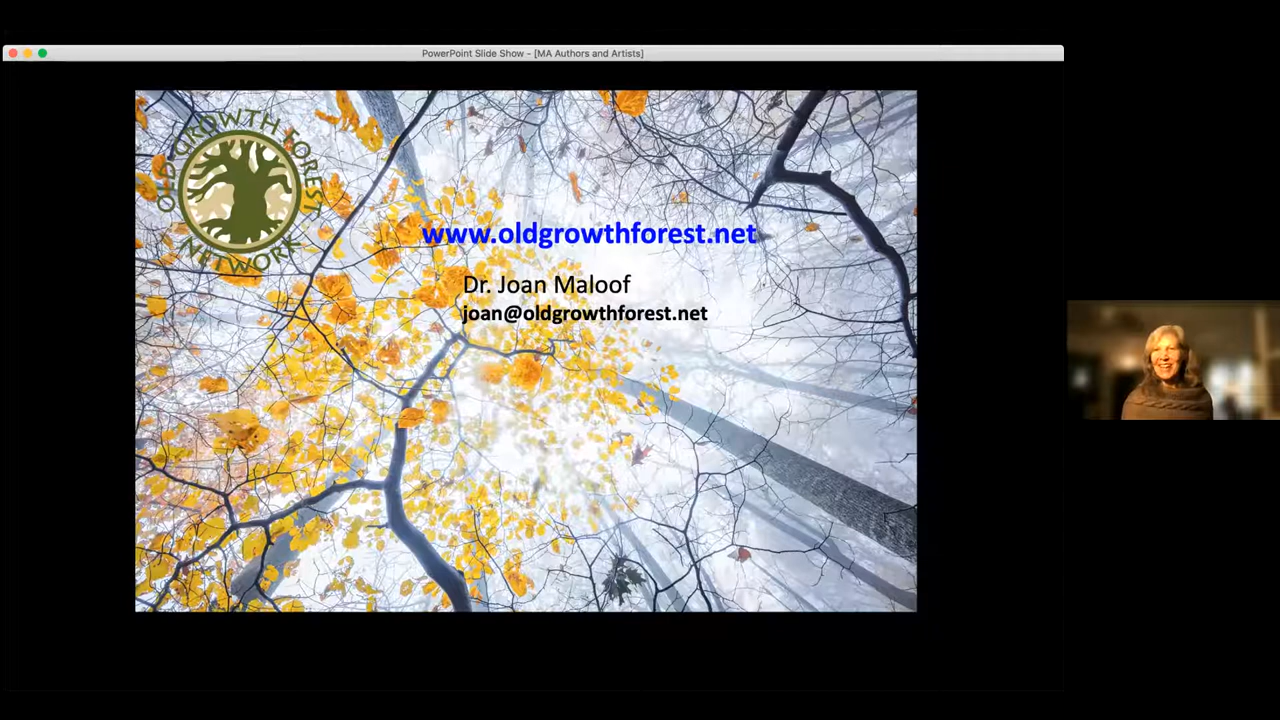 PowerPoint Slide Show - [MA Authors and Artists]
OLD GROWTH FOREST
NETWORK
www.oldgrowthforest.net
Dr. Joan Maloof
joan@oldgrowthforest.net